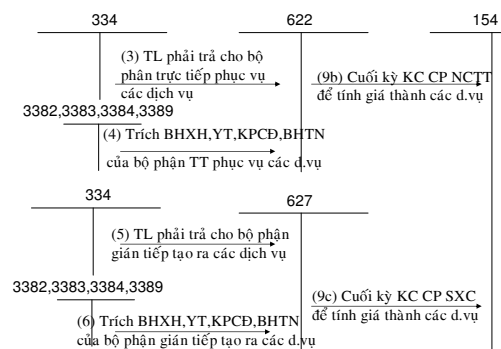 334
622
154
(3) TL phải trả cho bộ
phân trực tiếp phục vụ
các dịch vụ
(9b) Cuối kỳ KC CP NCTT
để tính giá thành các d.vụ
3382,3383,3384,3389
(4) Trích BHXH,YT,KPCĐ,BHTN
của bộ phận TT phục vụ các d.vụ
334
627
(5) TL phải trả cho bộ phận
gián tiếp tạo ra các dịch vụ
3382,3383,3384,3389
(9c) Cuối kỳ KC CP SXC
để tính giá thành các d.vụ
(6) Trích BHXH,YT,KPCĐ,BHTN
của bộ phận gián tiếp tạo ra các d.vụ